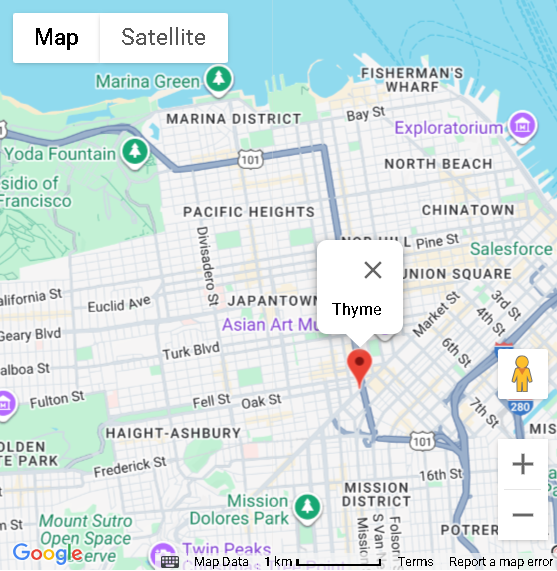 Map
Satellite
FISHERMAN'S
WHARF
Marina Green
MARINA DISTRICT
Bay St
Exploratorium
Yoda Fountain
101
NORTH BEACH
sidio of
Francisco
PACIFIC HEIGHTS
CHINATOWN
Divisadero St
NOB HILL
Pine St
Salesforce
UNION SQUARE
alifornia St
Euclid Ave
JAPANTOWN
Thyme
Market St
3rd St
4th St
Geary Blvd
Asian Art Mu
6th St
Turk Blvd
alboa St
Fulton St
Fell St
Oak St
7th St
280
HAIGHT-ASHBURY
101
MIS
OLDEN
TE PARK
Frederick St
16th St
MISSION
DISTRICT
Mission
Dolores Park
Mount Sutro
Open Space
Reserve
S Van N
Folsom
Mission
POTRER
Twin Peaks
Google
Map Data
1 km
Terms
Report a map error